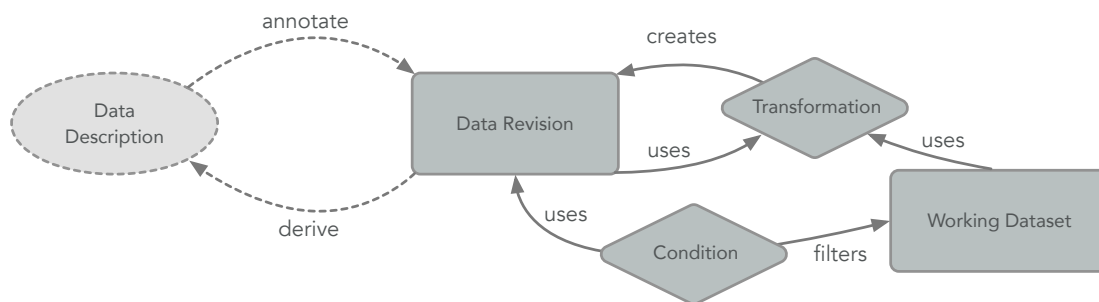 annotate
creates
Data
Description
Data Revision
Transformation
uses
uses
derive
uses
Condition
filters
Working Dataset